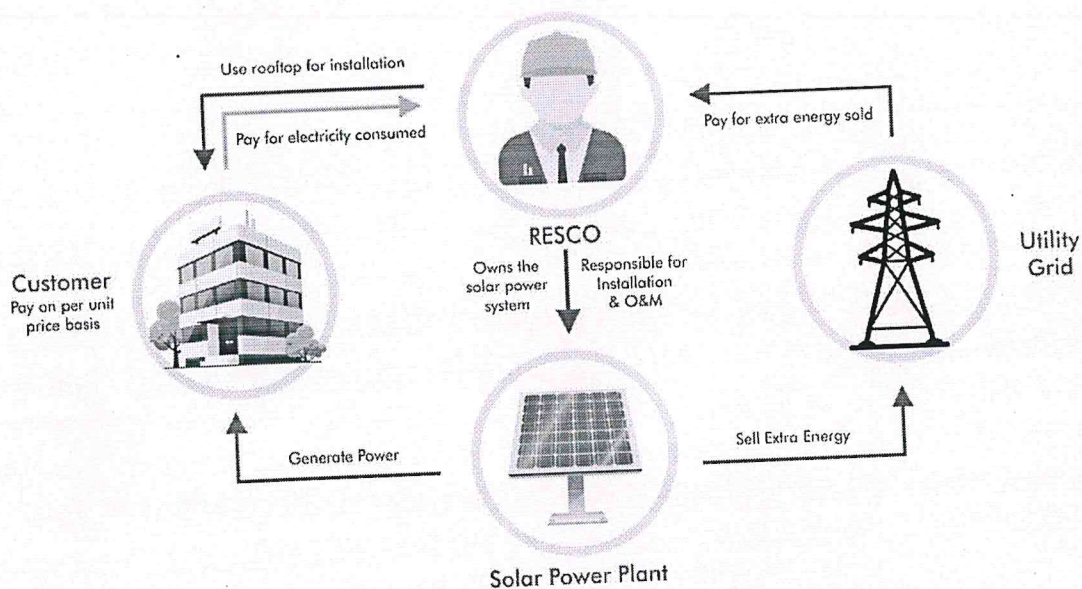 Use rooftop for installation
Pay for electricity consumed
Pay for extra energy sold
RESCO
Owns the
solar power
system
Responsible for
Installation
& O&M
Customer
Pay on per unit
price basis
Utility
Grid
Generate Power
Sell Extra Energy
Solar Power Plant